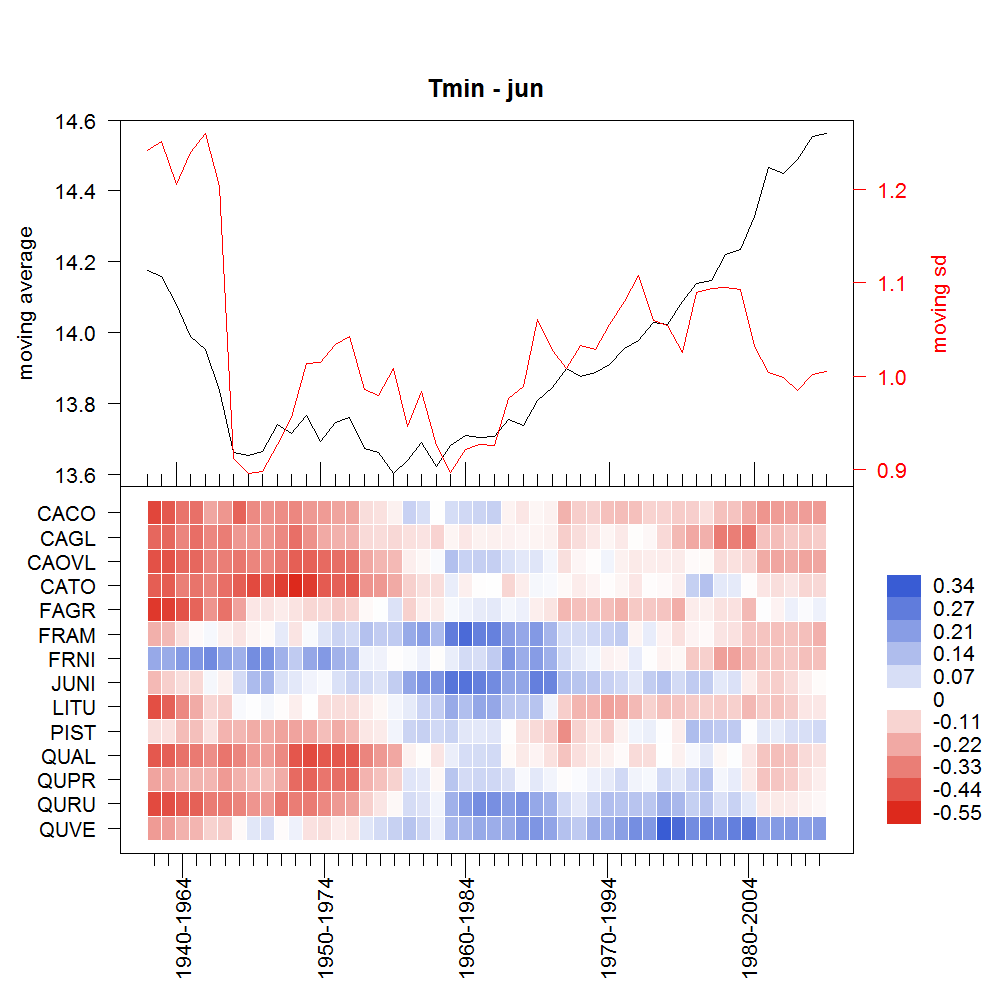 Tmin - jun
moving average
14.6
14.4
14.2
14.0
13.8
13.6
1.2
1.1
1.0
0.9
moving sd
CACO
CAGL
CAOVL
CATO
FAGR
FRAM
FRNI
JUNI
LITU
PIST
QUAL
QUPR
QURU
QUVE
0.34
0.27
0.21
0.14
0.07
0
-0.11
-0.22
-0.33
-0.44
-0.55
1940-1964
1950-1974
1960-1984
1970-1994
1980-2004